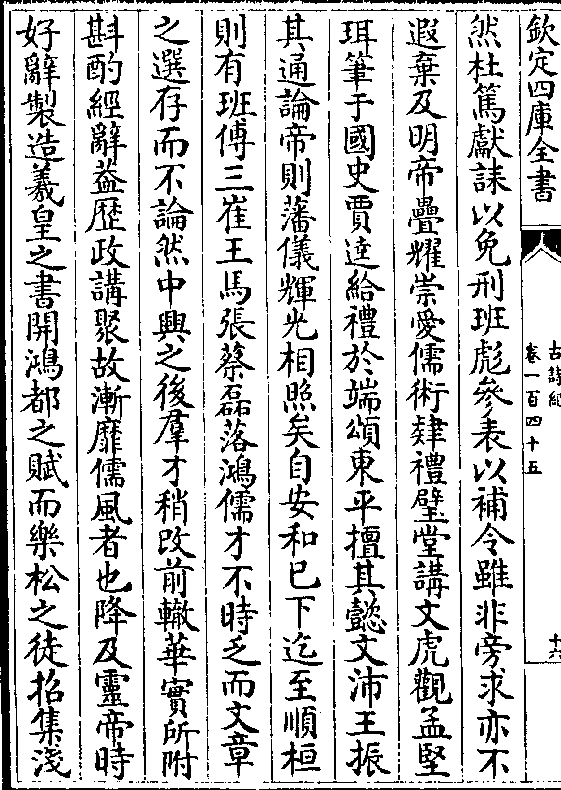 欽定四庫全書
古詩紀
卷一百四十五
十六
然杜篤獻誄以免刑班彪參表以補令雖非旁求亦不
遐棄及明帝疊耀崇愛儒術肄禮璧堂講文虎觀孟堅
珥筆于國史賈逵給禮於端頌東平擅其懿文沛王振
其通論帝則藩儀輝光相照矣自安和已下迄至順桓
則有班傅三崔王馬張蔡磊落鴻儒才不時乏而文章
之選存而不論然中興之後羣才稍改前轍華實所附
斟酌經辭葢歴政講聚故漸靡儒風者也降及靈帝時
好辭製造羲皇之書開鴻都之賦而樂松之徒招集淺